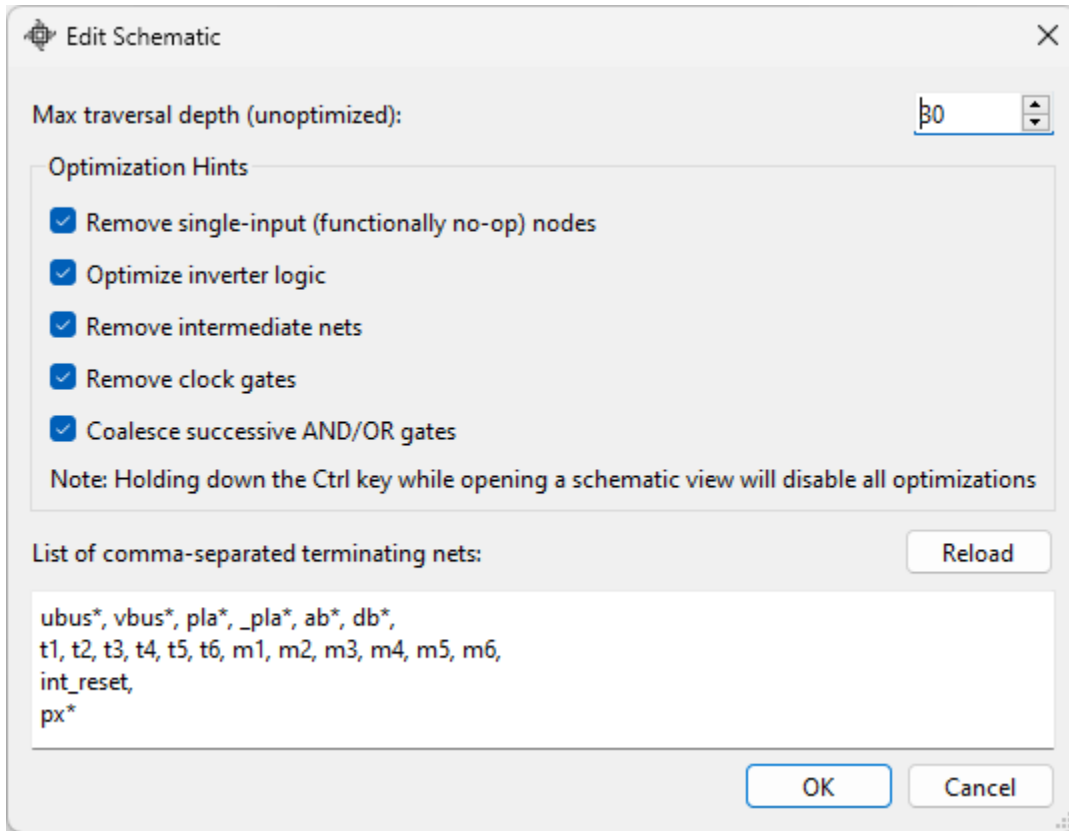 Edit Schematic
Max traversal depth (unoptimized):
30
Optimization Hints
Remove single-input (functionally no-op) nodes
Optimize inverter logic
Remove intermediate nets
Remove clock gates
Coalesce successive AND/OR gates
Note: Holding down the Ctrl key while opening a schematic view will disable all optimizations
List of comma-separated terminating nets:
Reload
ubus*, vbus*, pla*, _pla*, ab*, db*,
t1, t2, t3, t4, t5, t6, m1, m2, m3, m4, m5, m6,
int_reset,
px*
OK
Cancel